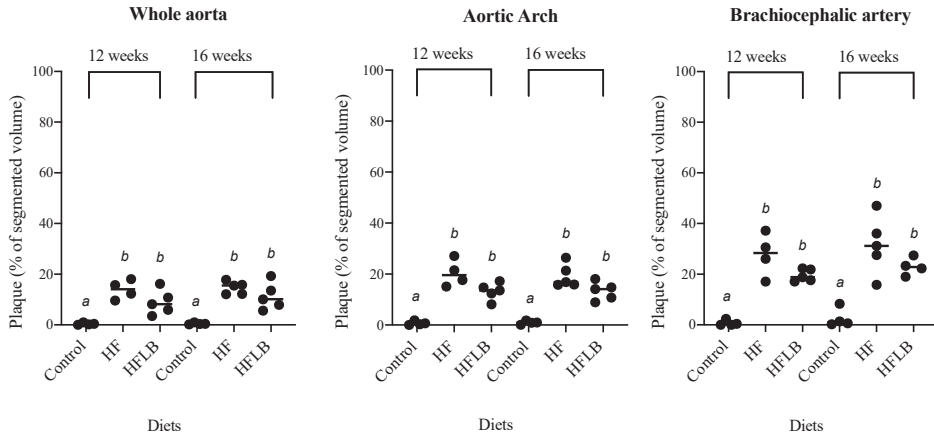 Whole aorta
12 weeks 16 weeks
Plaque (% of segmented volume)
100
80
60
40
20
0
a b b a b b
Control HF HFLB Control HF HFLB
Diets
Aortic Arch
12 weeks 16 weeks
Plaque (% of segmented volume)
100
80
60
40
20
0
a b b a b b
Control HF HFLB Control HF HFLB
Diets
Brachiocephalic artery
12 weeks 16 weeks
Plaque (% of segmented volume)
100
80
60
40
20
0
a b b a b b
Control HF HFLB Control HF HFLB
Diets